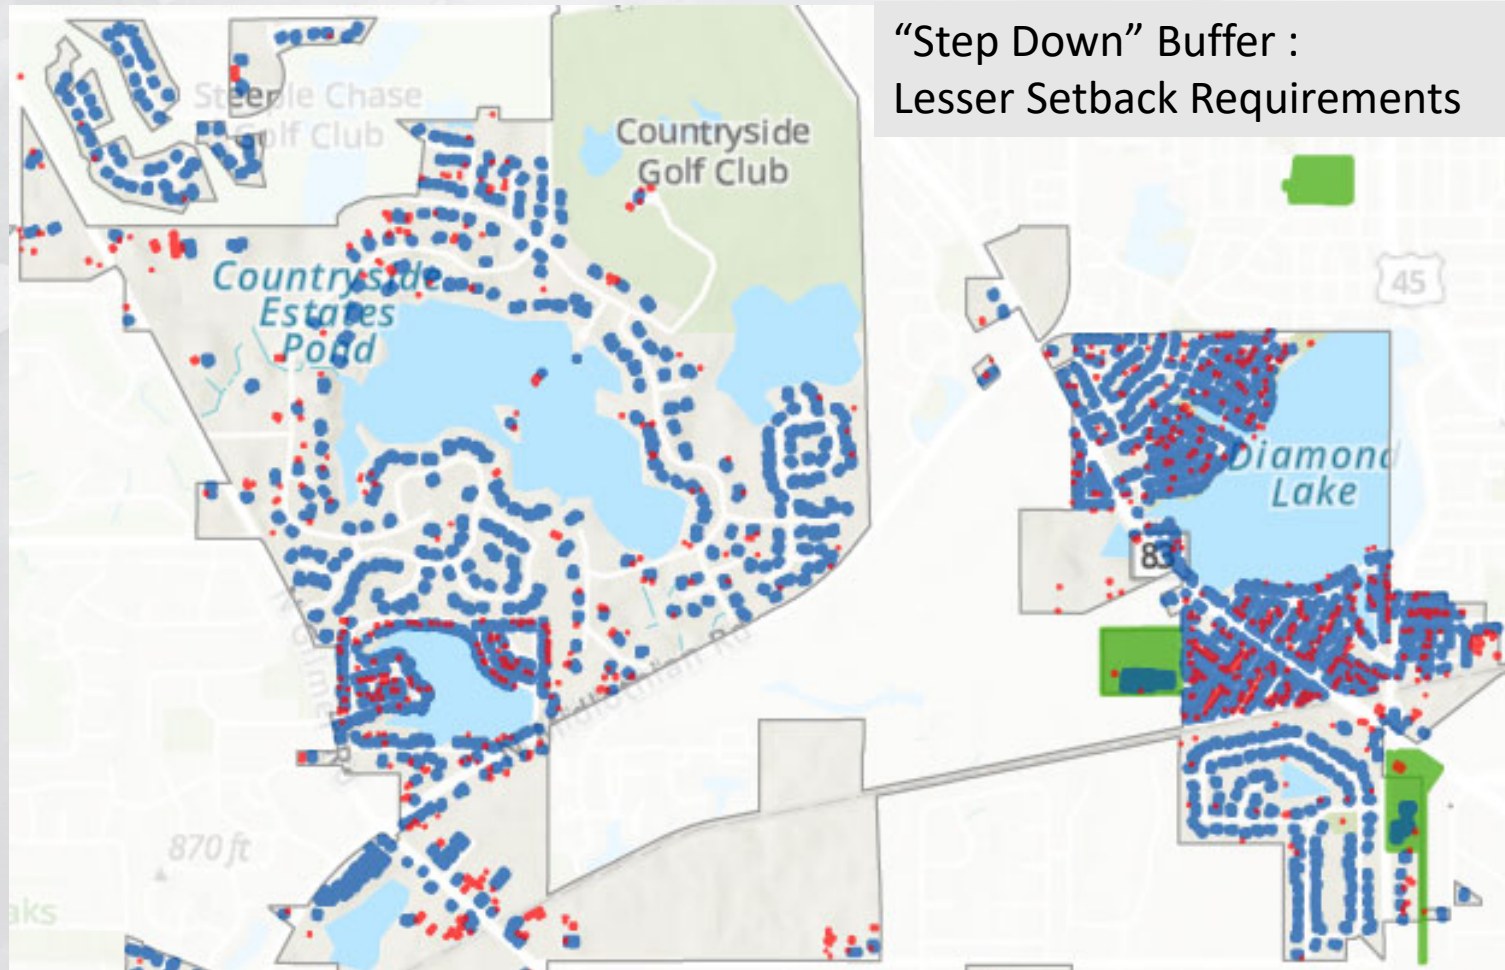 “Step Down” Buffer :
Lesser Setback Requirements
Steeple Chase
Golf Club
Countryside
Golf Club
45
Countryside
Estates
Pond
Diamond
Lake
83
870 ft
aks